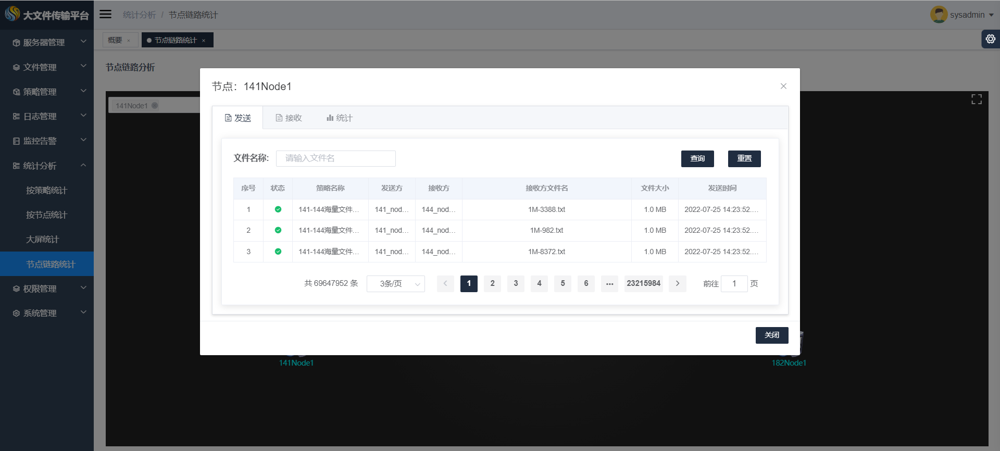 大文件传输平台
统计分析 / 节点链路统计
sysadmin
概要 ×
节点链路统计 ×
服务器管理
文件管理
策略管理
日志管理
监控告警
统计分析
按策略统计
按节点统计
大屏统计
节点链路统计
权限管理
系统管理
节点链路分析
141Node1
节点：141Node1
发送 接收 统计
文件名称: 请输入文件名 查询 重置
序号 状态 策略名称 发送方 接收方 接收方文件名 文件大小 发送时间
1 141-144海量文件... 141_nod... 144_nod... 1M-3388.txt 1.0 MB 2022-07-25 14:23:52....
2 141-144海量文件... 141_nod... 144_nod... 1M-982.txt 1.0 MB 2022-07-25 14:23:52....
3 141-144海量文件... 141_nod... 144_nod... 1M-8372.txt 1.0 MB 2022-07-25 14:23:52....
共 69647952 条 3条/页 < 1 2 3 4 5 6 ••• 23215984 > 前往 1 页
关闭
141Node1
182Node1